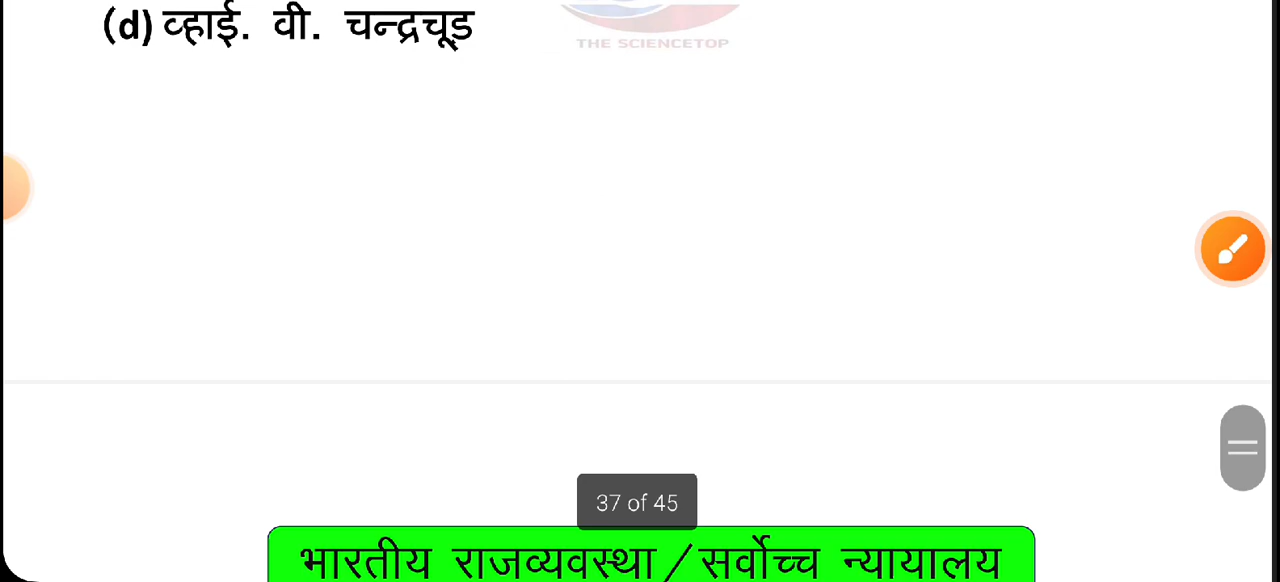 (d) व्हाई. वी. चन्द्रचूड़
THE SCIENCETOP
37 of 45
भारतीय राजव्यवस्था/सर्वोच्च न्यायालय